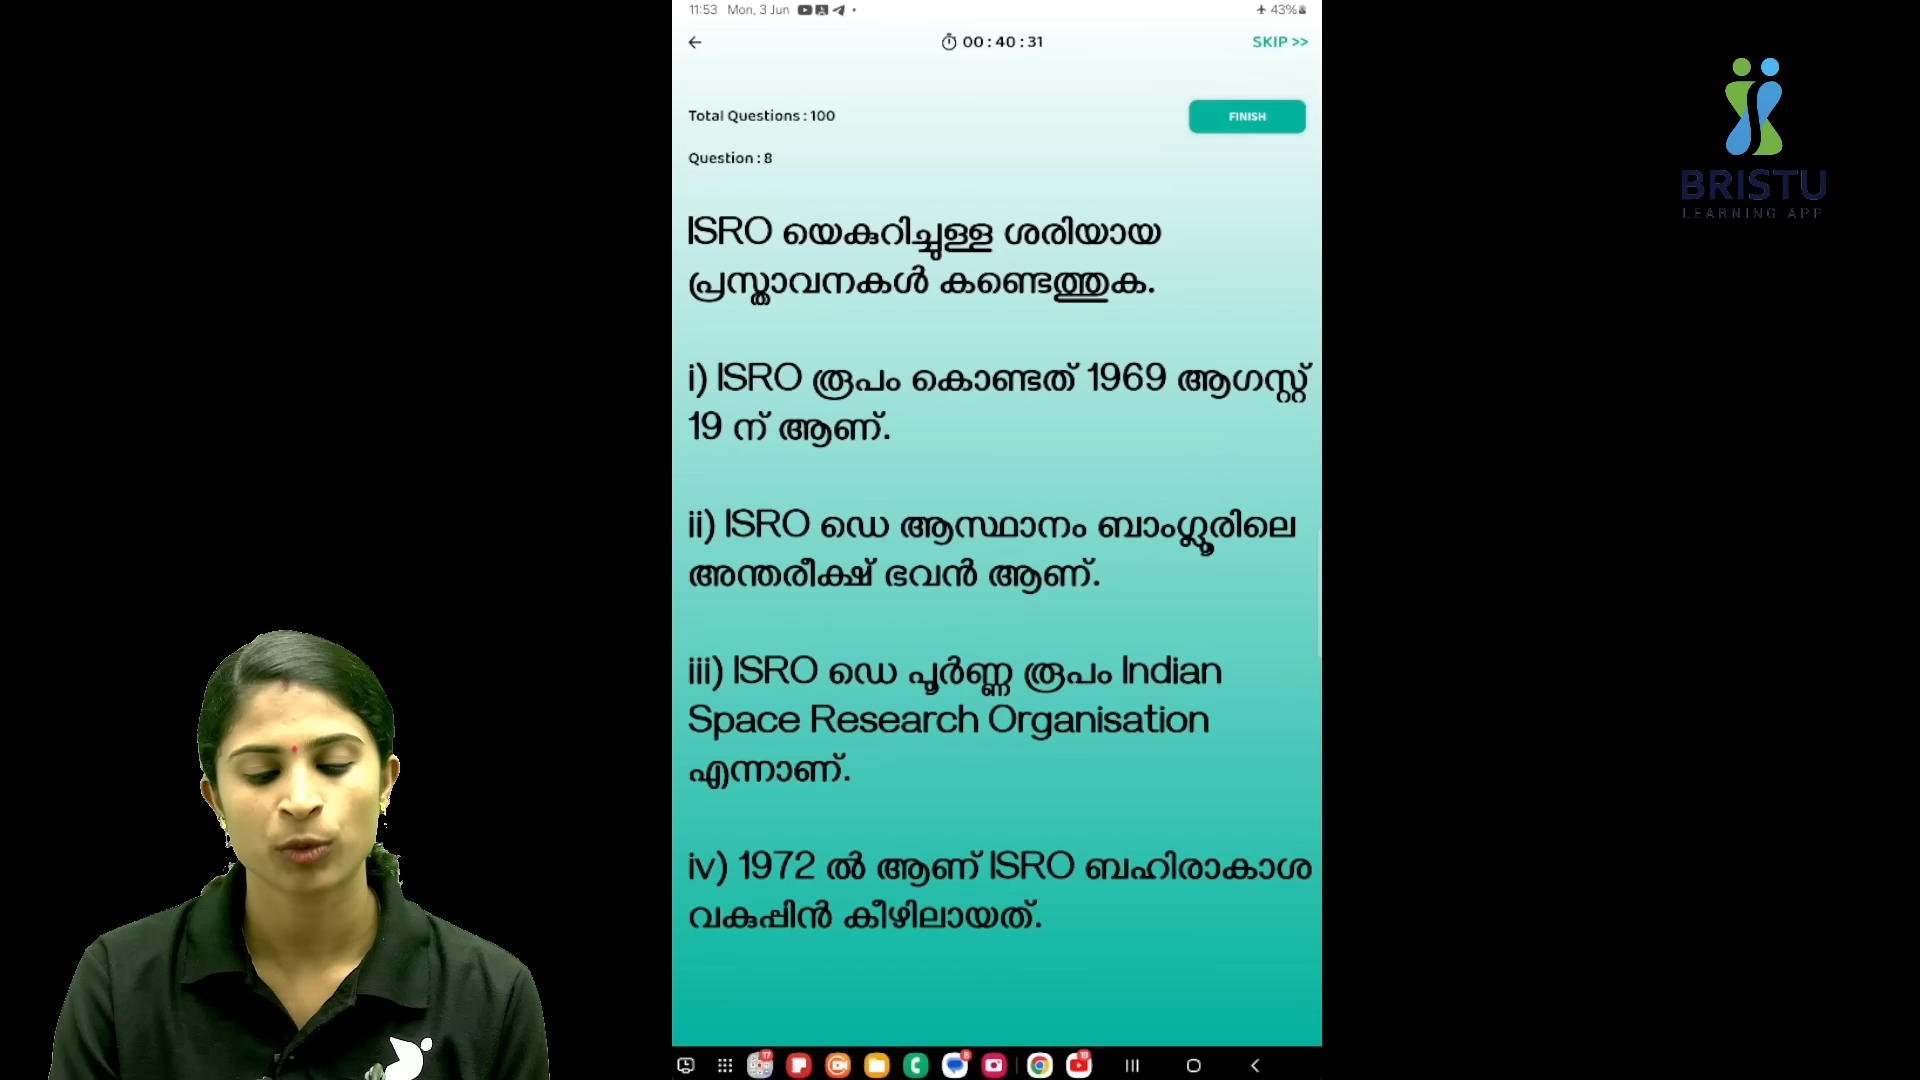 11:53 Mon, 3 Jun
43%
00 : 40 : 31
SKIP >>
Total Questions : 100
FINISH
Question : 8
ISRO യെകുറിച്ചുള്ള ശരിയായ
പ്രസ്താവനകൾ കണ്ടെത്തുക.
i) ISRO രൂപം കൊണ്ടത് 1969 ആഗസ്റ്റ്
19 ന് ആണ്.
ii) ISRO ഡെ ആസ്ഥാനം ബാംഗ്ലൂരിലെ
അന്തരീക്ഷ് ഭവൻ ആണ്.
iii) ISRO ഡെ പൂർണ്ണ രൂപം Indian
Space Research Organisation
എന്നാണ്.
iv) 1972 ൽ ആണ് ISRO ബഹിരാകാശ
വകുപ്പിൻ കീഴിലായത്.
BRISTU
LEARNING APP